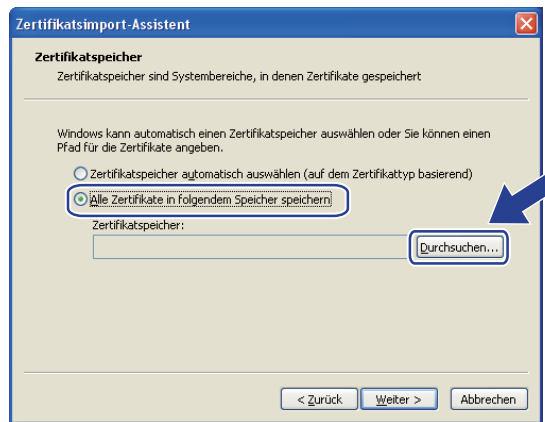 Zertifikatsimport-Assistent
Zertifikatspeicher
Zertifikatspeicher sind Systembereiche, in denen Zertifikate gespeichert
Windows kann automatisch einen Zertifikatspeicher auswählen oder Sie können einen
Pfad für die Zertifikate angeben.
Zertifikatspeicher automatisch auswählen (auf dem Zertifikattyp basierend)
Alle Zertifikate in folgendem Speicher speichern
Zertifikatspeicher:
Durchsuchen...
< Zurück Weiter > Abbrechen